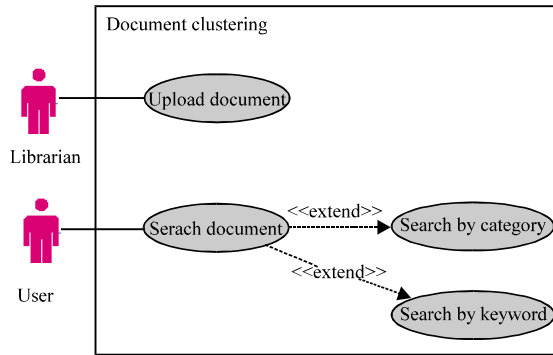 Document clustering
Upload document
Librarian
<<extend>>
Serach document
Search by category
<<extend>>
User
Search by keyword